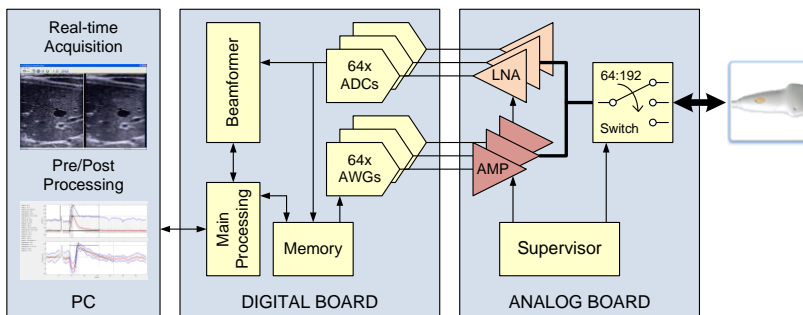 Real-time
Acquisition
Pre/Post
Processing
PC
Beamformer
Main
Processing
Memory
64x
ADCs
64x
AWGs
DIGITAL BOARD
LNA
AMP
64:192
Switch
Supervisor
ANALOG BOARD